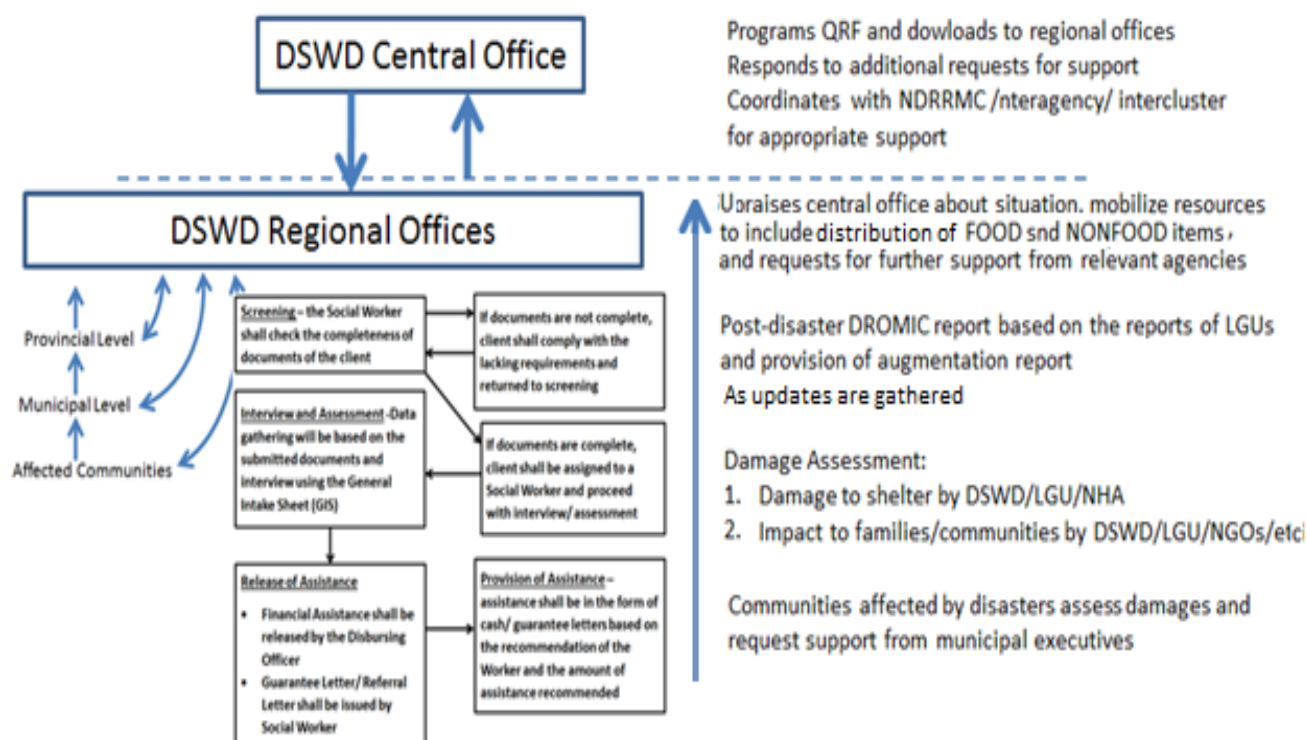 DSWD Central Office
Programs QRF and dowloads to regional offices
Responds to additional requests for support
Coordinates with NDRRMC /nteragency/ intercluster
for appropriate support
DSWD Regional Offices
Upraises central office about situation. mobilize resources
to include distribution of FOOD snd NONFOOD items,
and requests for further support from relevant agencies
Provincial Level
Municipal Level
Affected Communities
Screening – the Social Worker
shall check the completeness of
documents of the client
If documents are not complete,
client shall comply with the
lacking requirements and
returned to screening
Interview and Assessment -Data
gathering will be based on the
submitted documents and
interview using the General
Intake Sheet (GIS)
If documents are complete,
client shall be assigned to a
Social Worker and proceed
with interview/ assessment
Release of Assistance
• Financial Assistance shall be
released by the Disbursing
Officer
• Guarantee Letter/ Referral
Letter shall be issued by
Social Worker
Provision of Assistance –
assistance shall be in the form of
cash/ guarantee letters based on
the recommendation of the
Worker and the amount of
assistance recommended
Post-disaster DROMIC report based on the reports of LGUs
and provision of augmentation report
As updates are gathered
Damage Assessment:
1. Damage to shelter by DSWD/LGU/NHA
2. Impact to families/communities by DSWD/LGU/NGOs/etc
Communities affected by disasters assess damages and
request support from municipal executives